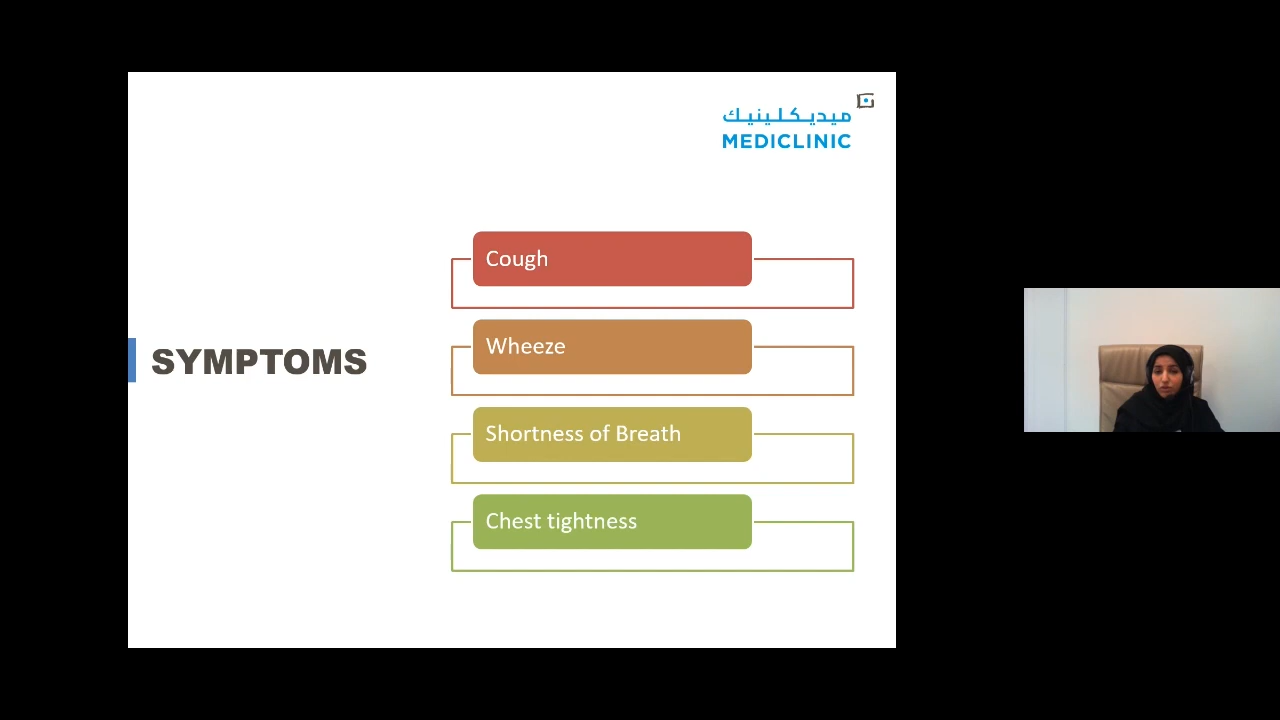 ميديكلينيك
MEDICLINIC
SYMPTOMS
Cough
Wheeze
Shortness of Breath
Chest tightness